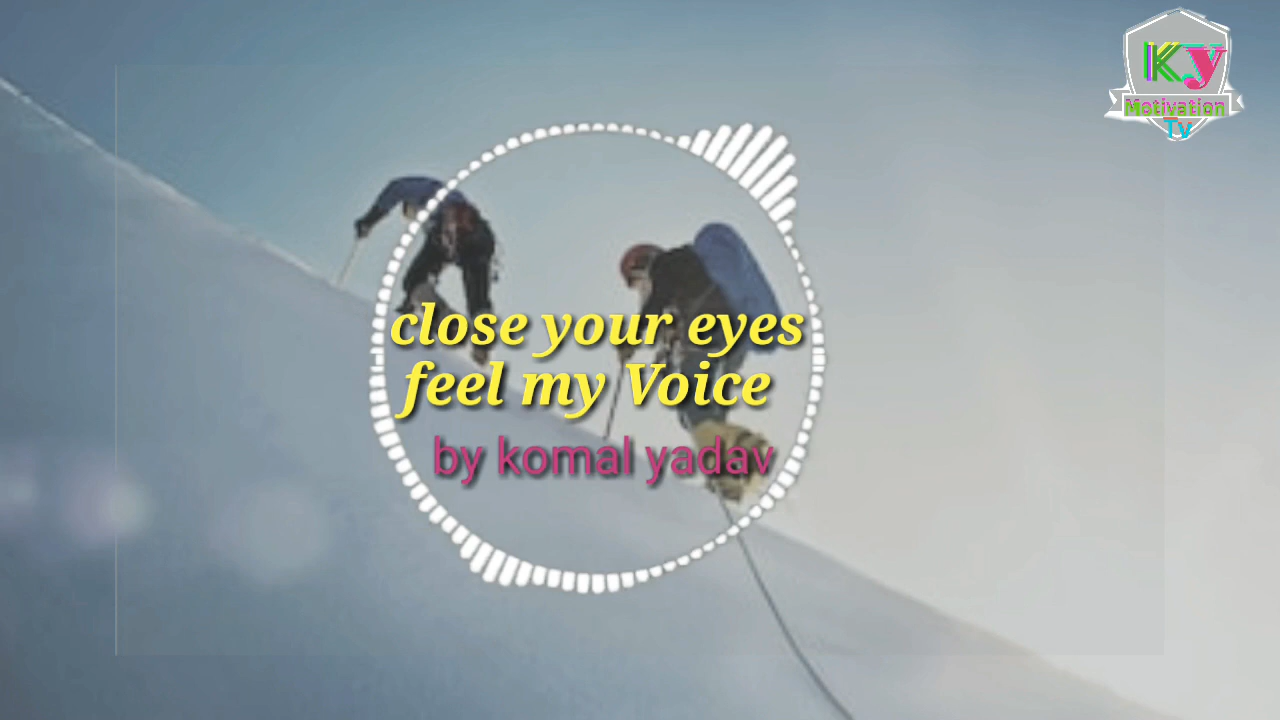 Ky
Motivation
Tv
close your eyes
feel my Voice
by komal yadav